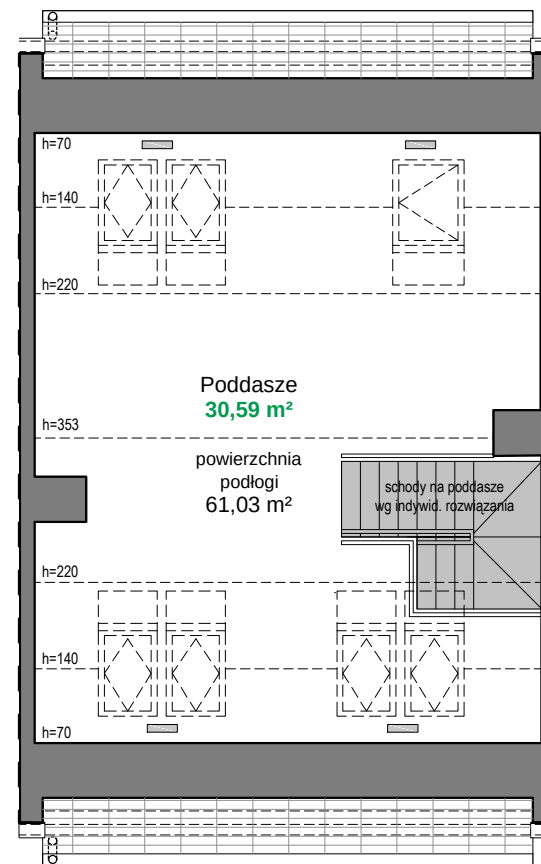 h=70
h=140
h=220
Poddasze
30,59 m²
h=353
powierzchnia
podłogi
61,03 m²
schody na poddasze
wg indywid. rozwiązania
h=220
h=140
h=70